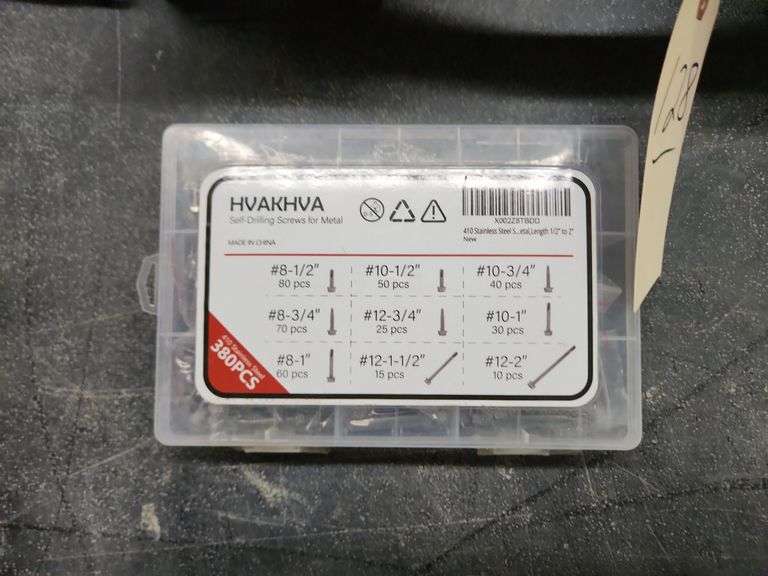 HVAKHVA
Self-Drilling Screws for Metal
MADE IN CHINA
X002Z8TBDD
410 Stainless Steel S...etal,Length 1/2" to 2"
New
#8-1/2"
80 pcs
#10-1/2"
50 pcs
#10-3/4"
40 pcs
#8-3/4"
70 pcs
#12-3/4"
25 pcs
#10-1"
30 pcs
#8-1"
60 pcs
#12-1-1/2"
15 pcs
#12-2"
10 pcs
410 Stainless Steel
380PCS
128